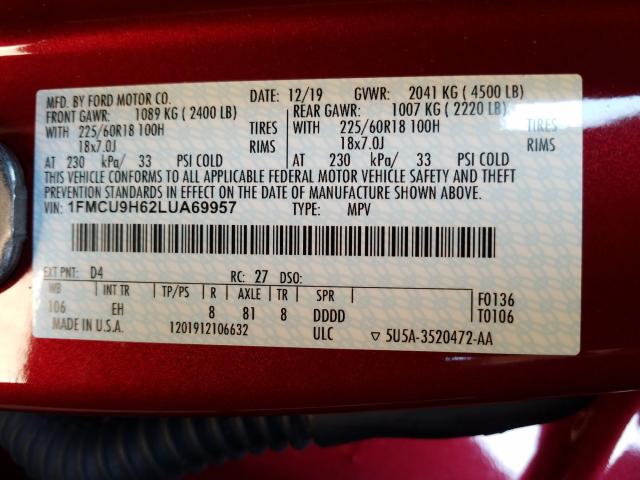 MFD. BY FORD MOTOR CO. DATE: 12/19 GVWR: 2041 KG ( 4500 LB)
FRONT GAWR: 1089 KG ( 2400 LB) REAR GAWR: 1007 KG ( 2220 LB)
WITH 225/60R18 100H TIRES WITH 225/60R18 100H TIRES
18x7.0J RIMS 18x7.0J RIMS
AT 230 kPa/ 33 PSI COLD AT 230 kPa/ 33 PSI COLD
THIS VEHICLE CONFORMS TO ALL APPLICABLE FEDERAL MOTOR VEHICLE SAFETY AND THEFT
PREVENTION STANDARDS IN EFFECT ON THE DATE OF MANUFACTURE SHOWN ABOVE.
VIN: 1FMCU9H62LUA69957 TYPE: MPV
EXT PNT: D4 RC: 27 DSO:
WB INT TR TP/PS R AXLE TR SPR F0136
106 EH 8 81 8 DDDD T0106
MADE IN U.S.A. 1201912106632 ULC 5U5A-3520472-AA